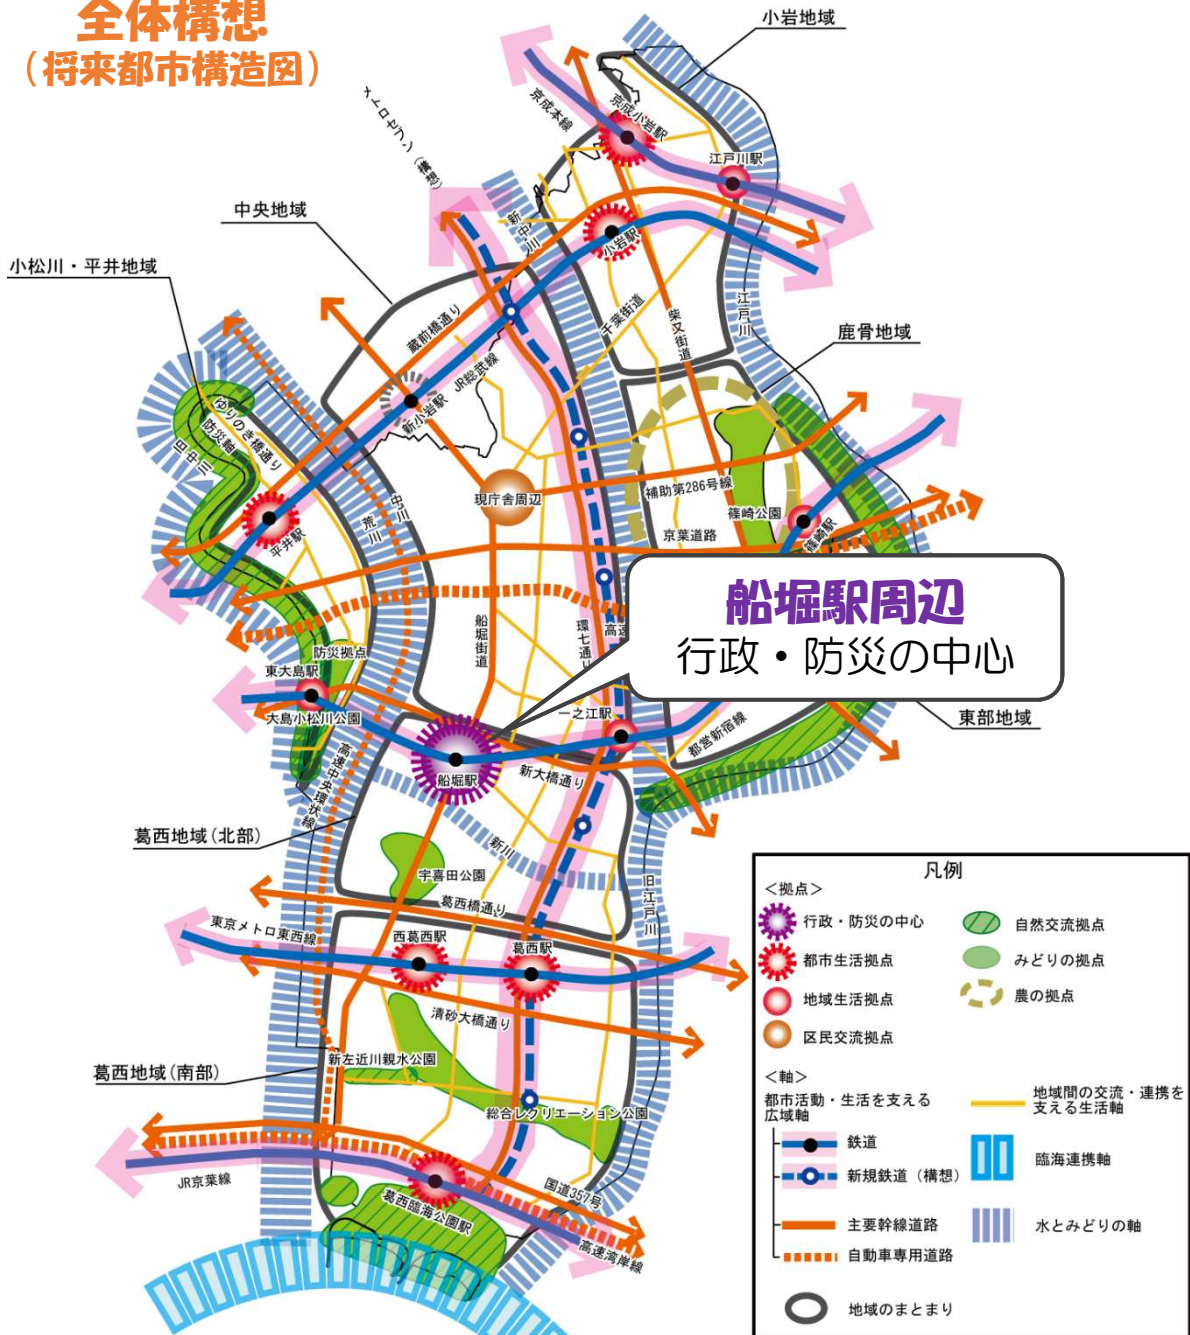 全体構想
(将来都市構造図)
小岩地域
メトロセブン(構想)
京成本線
京成小岩駅
江戸川駅
中央地域
新中川
小岩駅
小松川・平井地域
江戸川
千葉街道
柴又街道
鹿骨地域
蔵前橋通り
JR総武線
新小岩駅
ゆりのき橋通り
防災軸
旧中川
平井駅
荒川
中川
現庁舎周辺
補助第286号線
篠崎公園
篠崎駅
京葉道路
船堀駅周辺
行政・防災の中心
船堀街道
環七通り
高速
防災拠点
東大島駅
大島小松川公園
一之江駅
都営新宿線
東部地域
船堀駅
新大橋通り
高速中央環状線
葛西地域(北部)
新川
宇喜田公園
葛西橋通り
旧江戸川
東京メトロ東西線
西葛西駅
葛西駅
清砂大橋通り
新左近川親水公園
葛西地域(南部)
総合レクリエーション公園
JR京葉線
葛西臨海公園駅
国道357号
高速湾岸線
凡例
<拠点>
行政・防災の中心
都市生活拠点
地域生活拠点
区民交流拠点
自然交流拠点
みどりの拠点
農の拠点
<軸>
都市活動・生活を支える
広域軸
鉄道
新規鉄道(構想)
主要幹線道路
自動車専用道路
地域のまとまり
地域間の交流・連携を
支える生活軸
臨海連携軸
水とみどりの軸